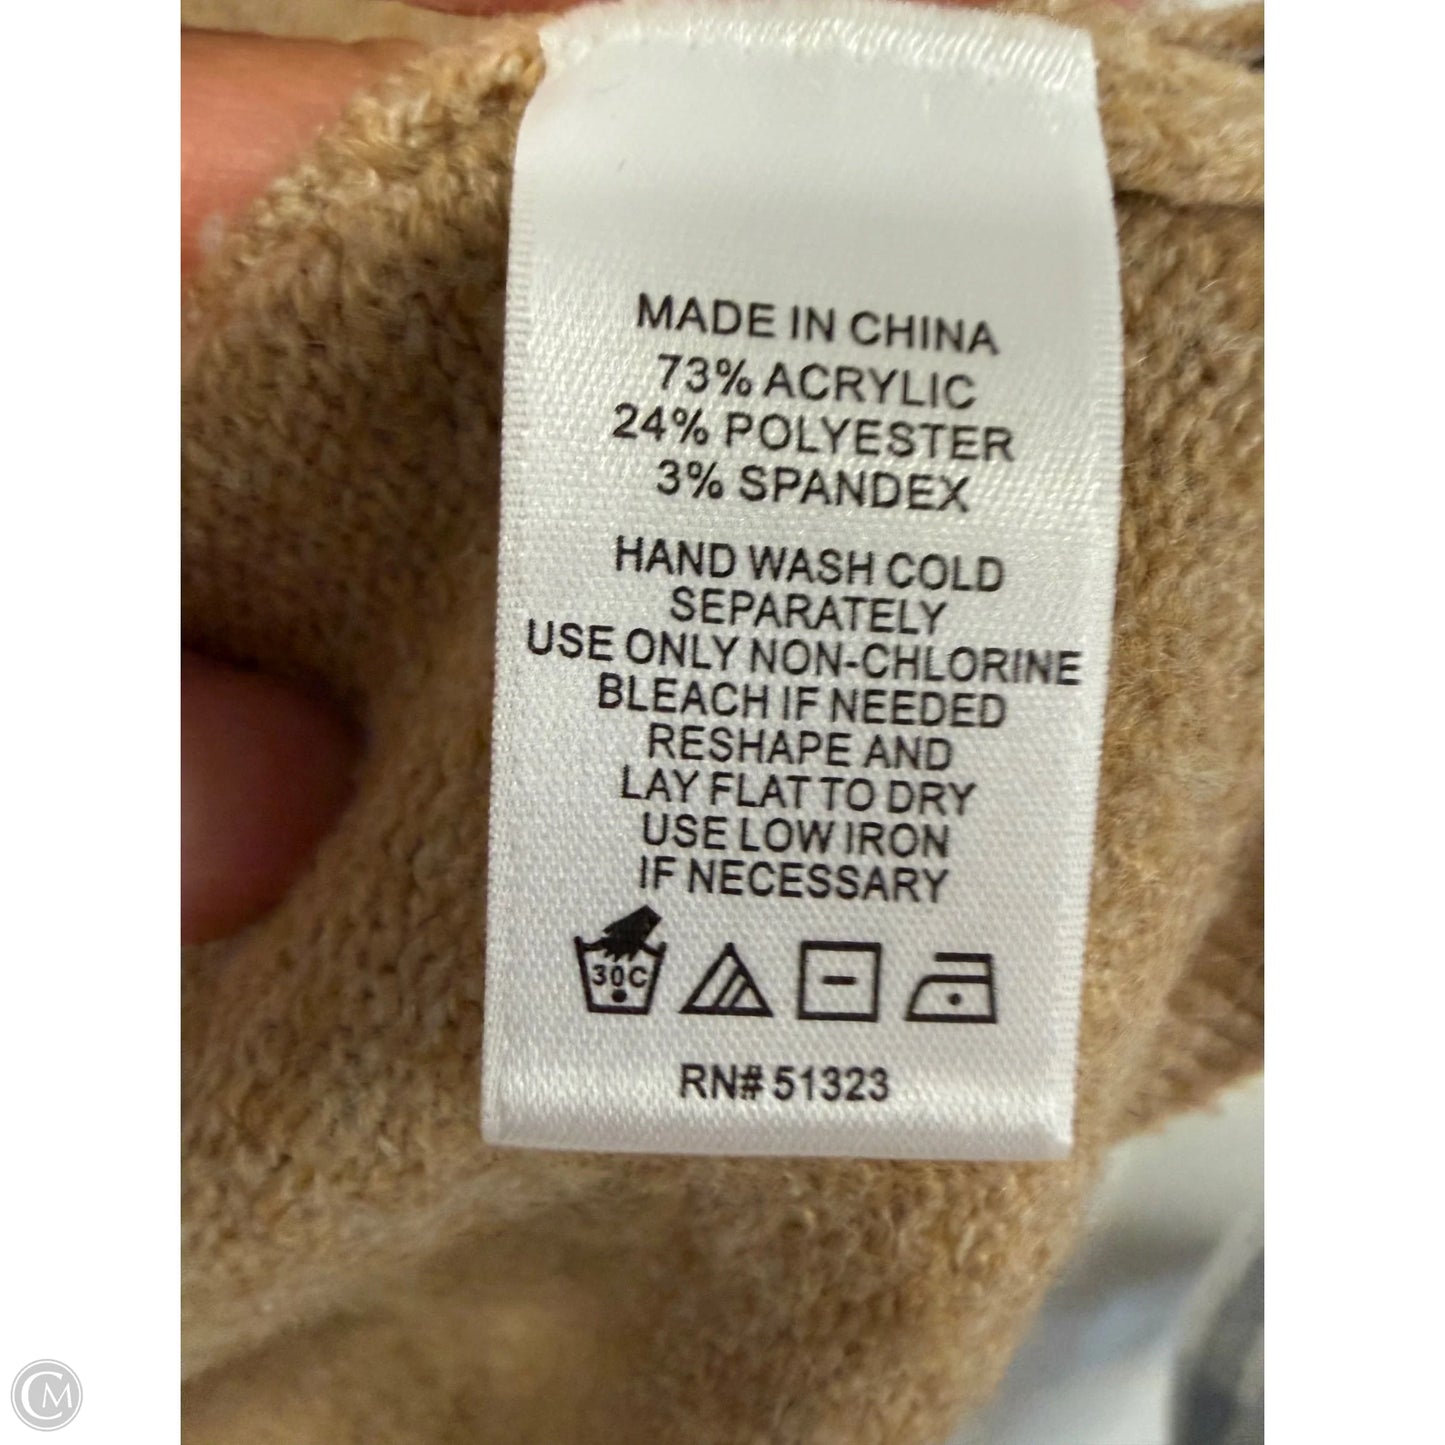 MADE IN CHINA
73% ACRYLIC
24% POLYESTER
3% SPANDEX
HAND WASH COLD
SEPARATELY
USE ONLY NON-CHLORINE
BLEACH IF NEEDED
RESHAPE AND
LAY FLAT TO DRY
USE LOW IRON
IF NECESSARY
30C
RN# 51323
CM